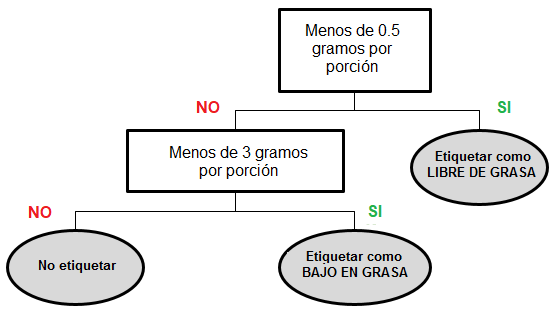 Menos de 0.5
gramos por
porción
NO
SI
Menos de 3 gramos
por porción
Etiquetar como
LIBRE DE GRASA
NO
SI
No etiquetar
Etiquetar como
BAJO EN GRASA